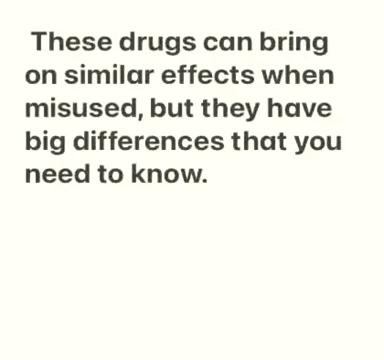 These drugs can bring
on similar effects when
misused, but they have
big differences that you
need to know.